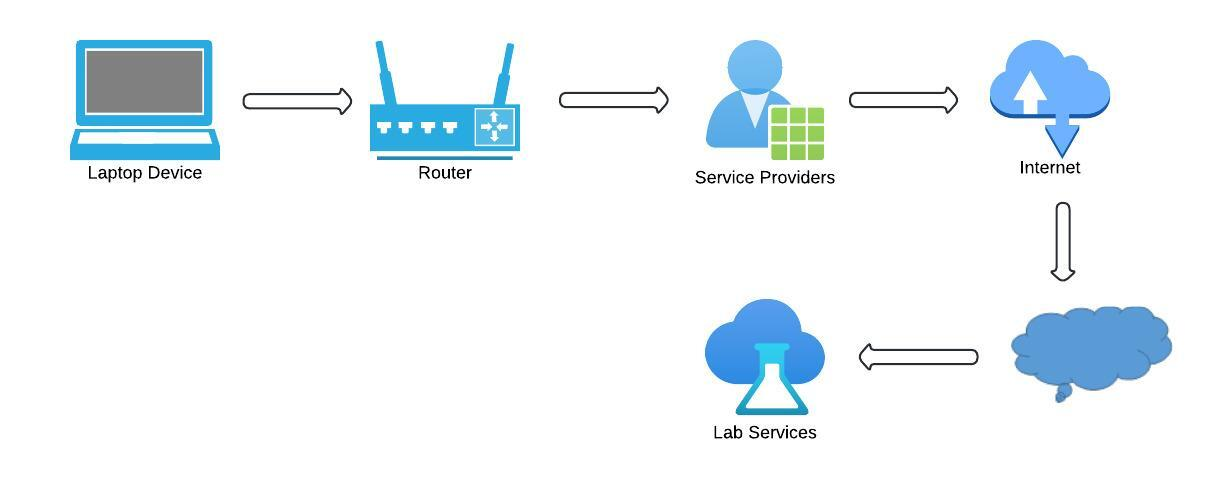 Laptop Device
Router
Service Providers
Internet
Lab Services